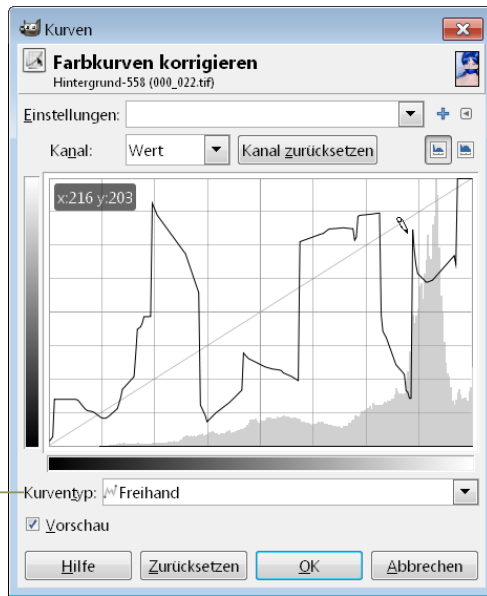 Kurven
Farbkurven korrigieren
Hintergrund-558 (000_022.tif)
Einstellungen:
Kanal: Wert Kanal zurücksetzen
x:216 y:203
Kurventyp: Freihand
Vorschau
Hilfe Zurücksetzen OK Abbrechen